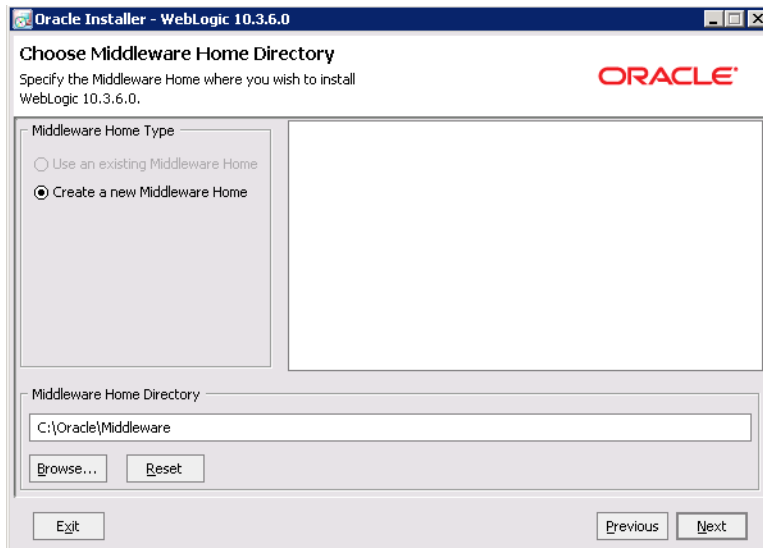 Oracle Installer - WebLogic 10.3.6.0
Choose Middleware Home Directory
Specify the Middleware Home where you wish to install
WebLogic 10.3.6.0.
ORACLE
Middleware Home Type
Use an existing Middleware Home
Create a new Middleware Home
Middleware Home Directory
C:\Oracle\Middleware
Browse...
Reset
Exit
Previous
Next